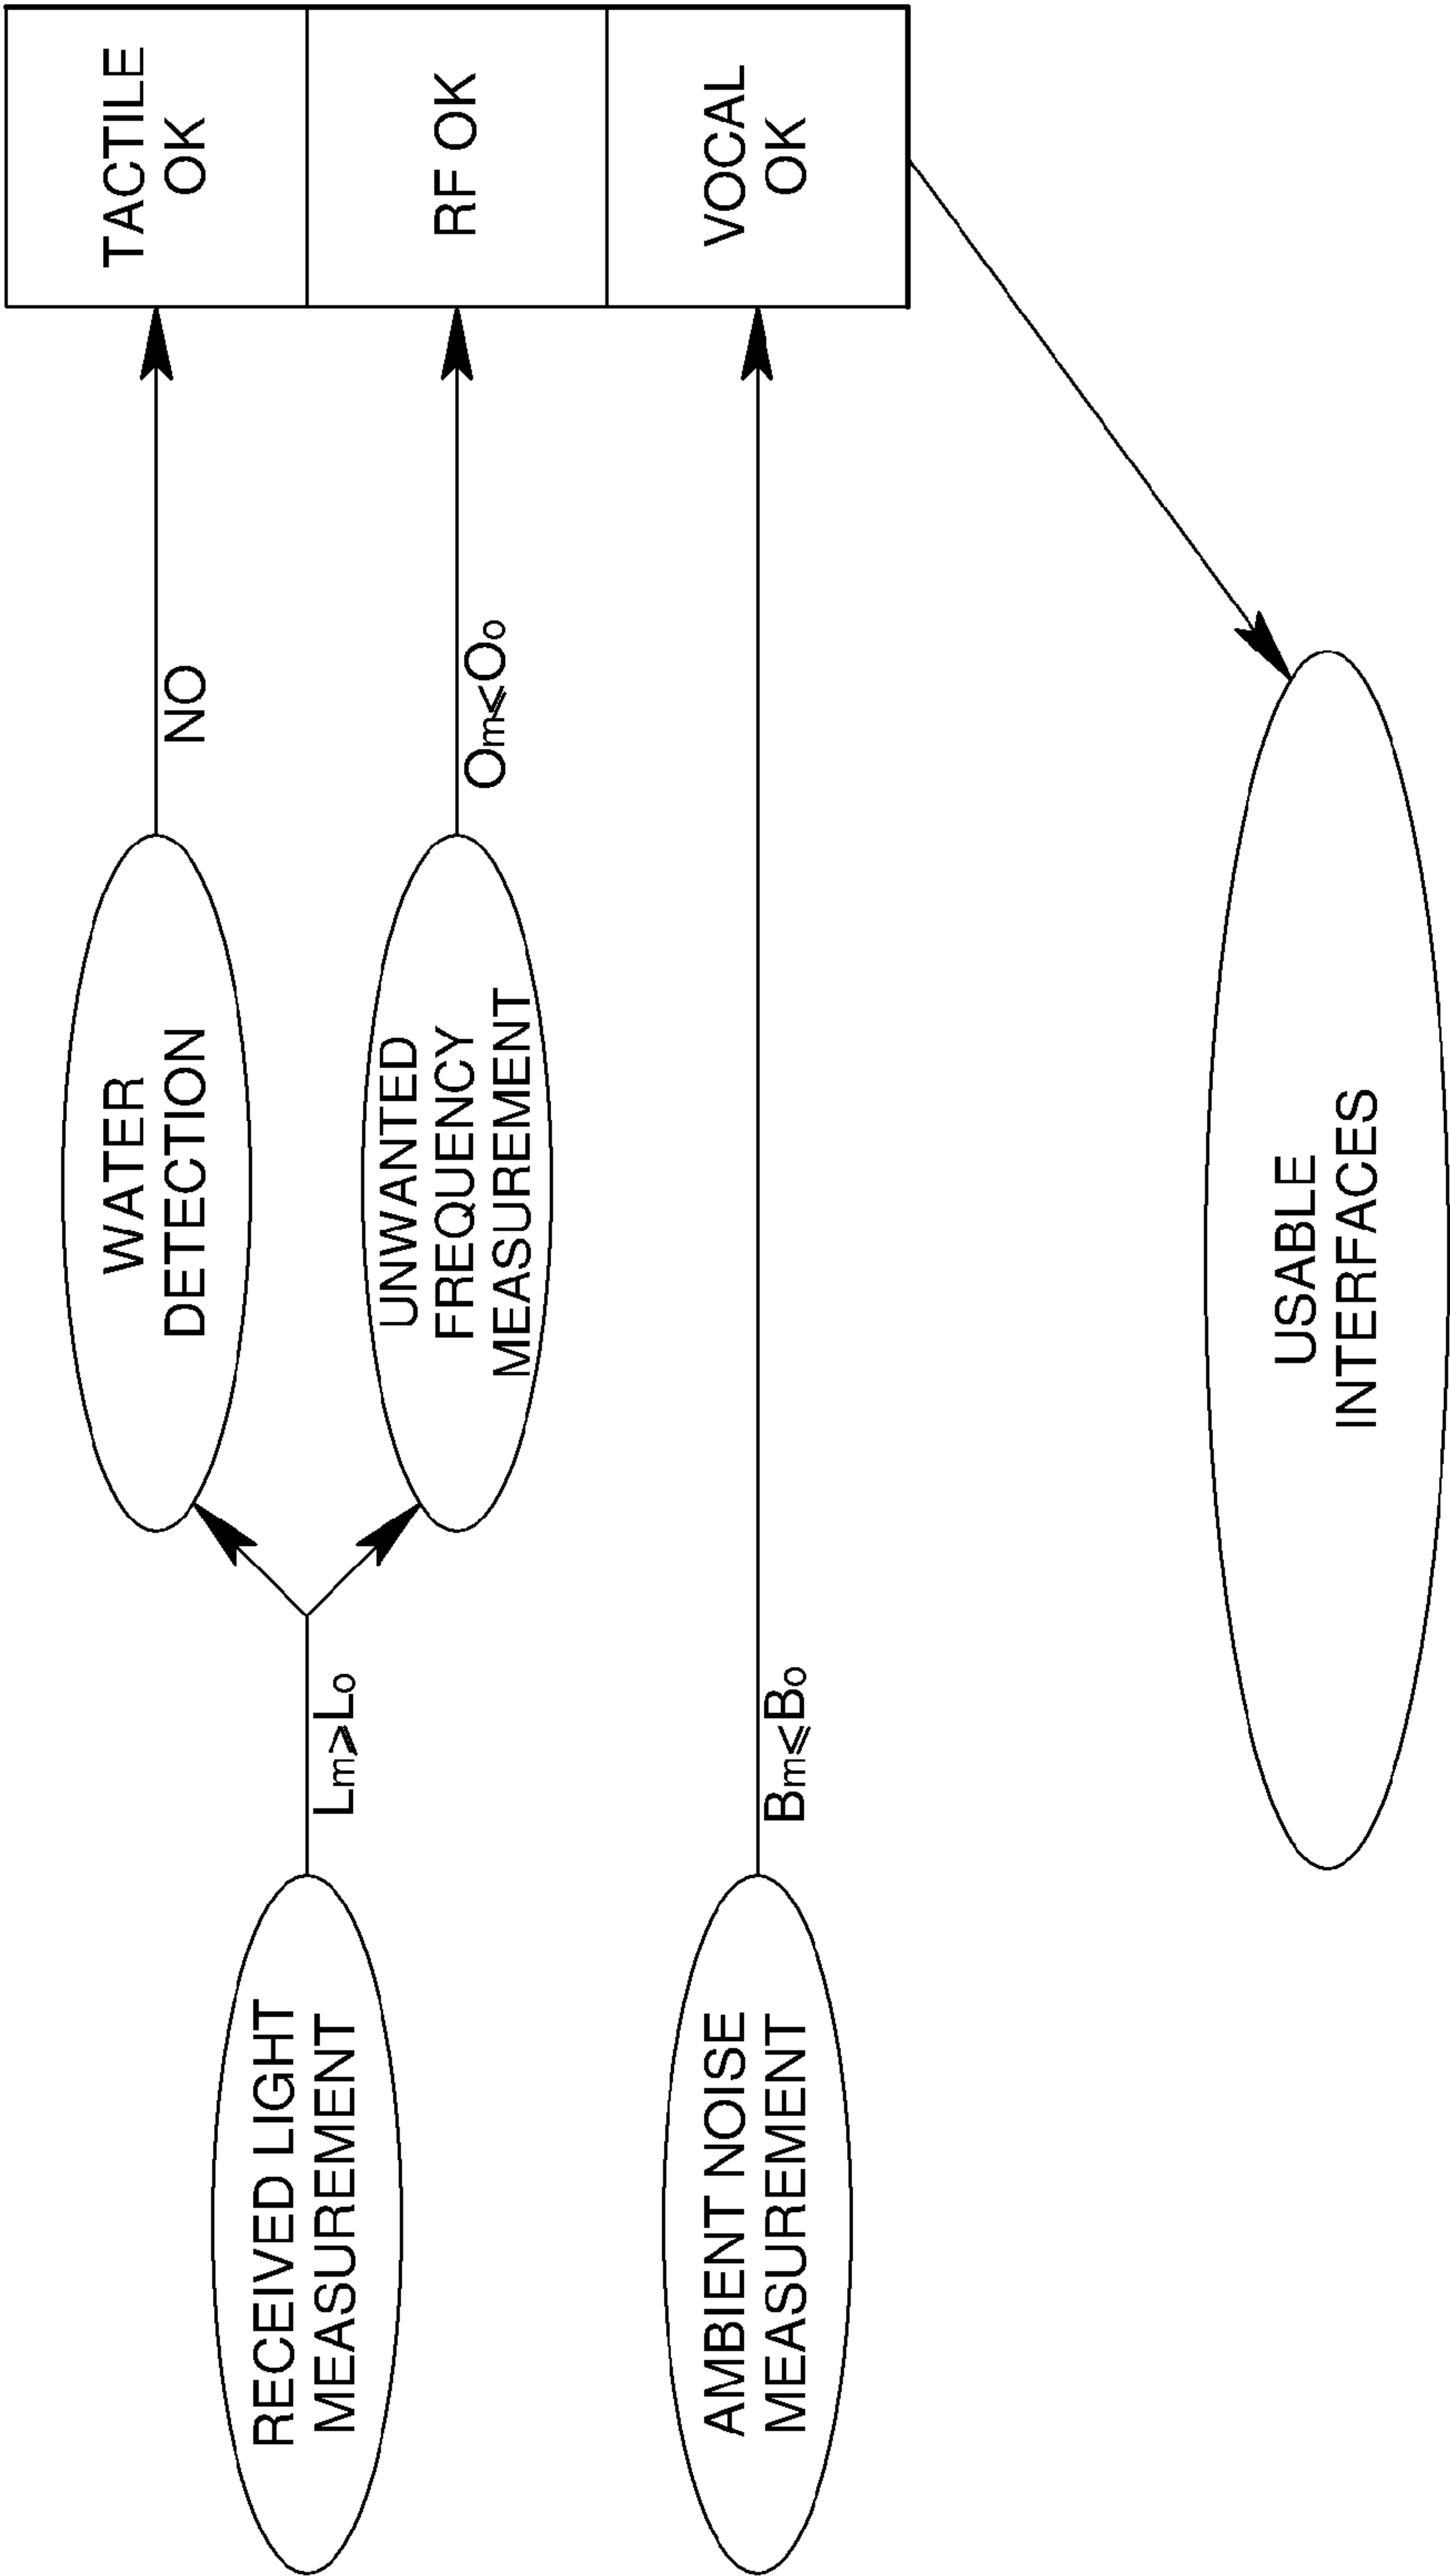 RECEIVED LIGHT
MEASUREMENT
Lm⩾Lo
WATER
DETECTION
NO
TACTILE
OK
UNWANTED
FREQUENCY
MEASUREMENT
Om⩽Oo
RF OK
AMBIENT NOISE
MEASUREMENT
Bm⩽Bo
VOCAL
OK
USABLE
INTERFACES